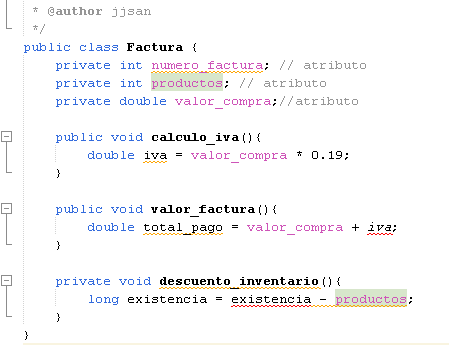 * @author jjsan
*/
public class Factura {
private int numero_factura; // atributo
private int productos; // atributo
private double valor_compra;//atributo
public void calculo_iva(){
double iva = valor_compra * 0.19;
}
public void valor_factura(){
double total_pago = valor_compra + iva;
}
private void descuento_inventario(){
long existencia = existencia - productos;
}
}